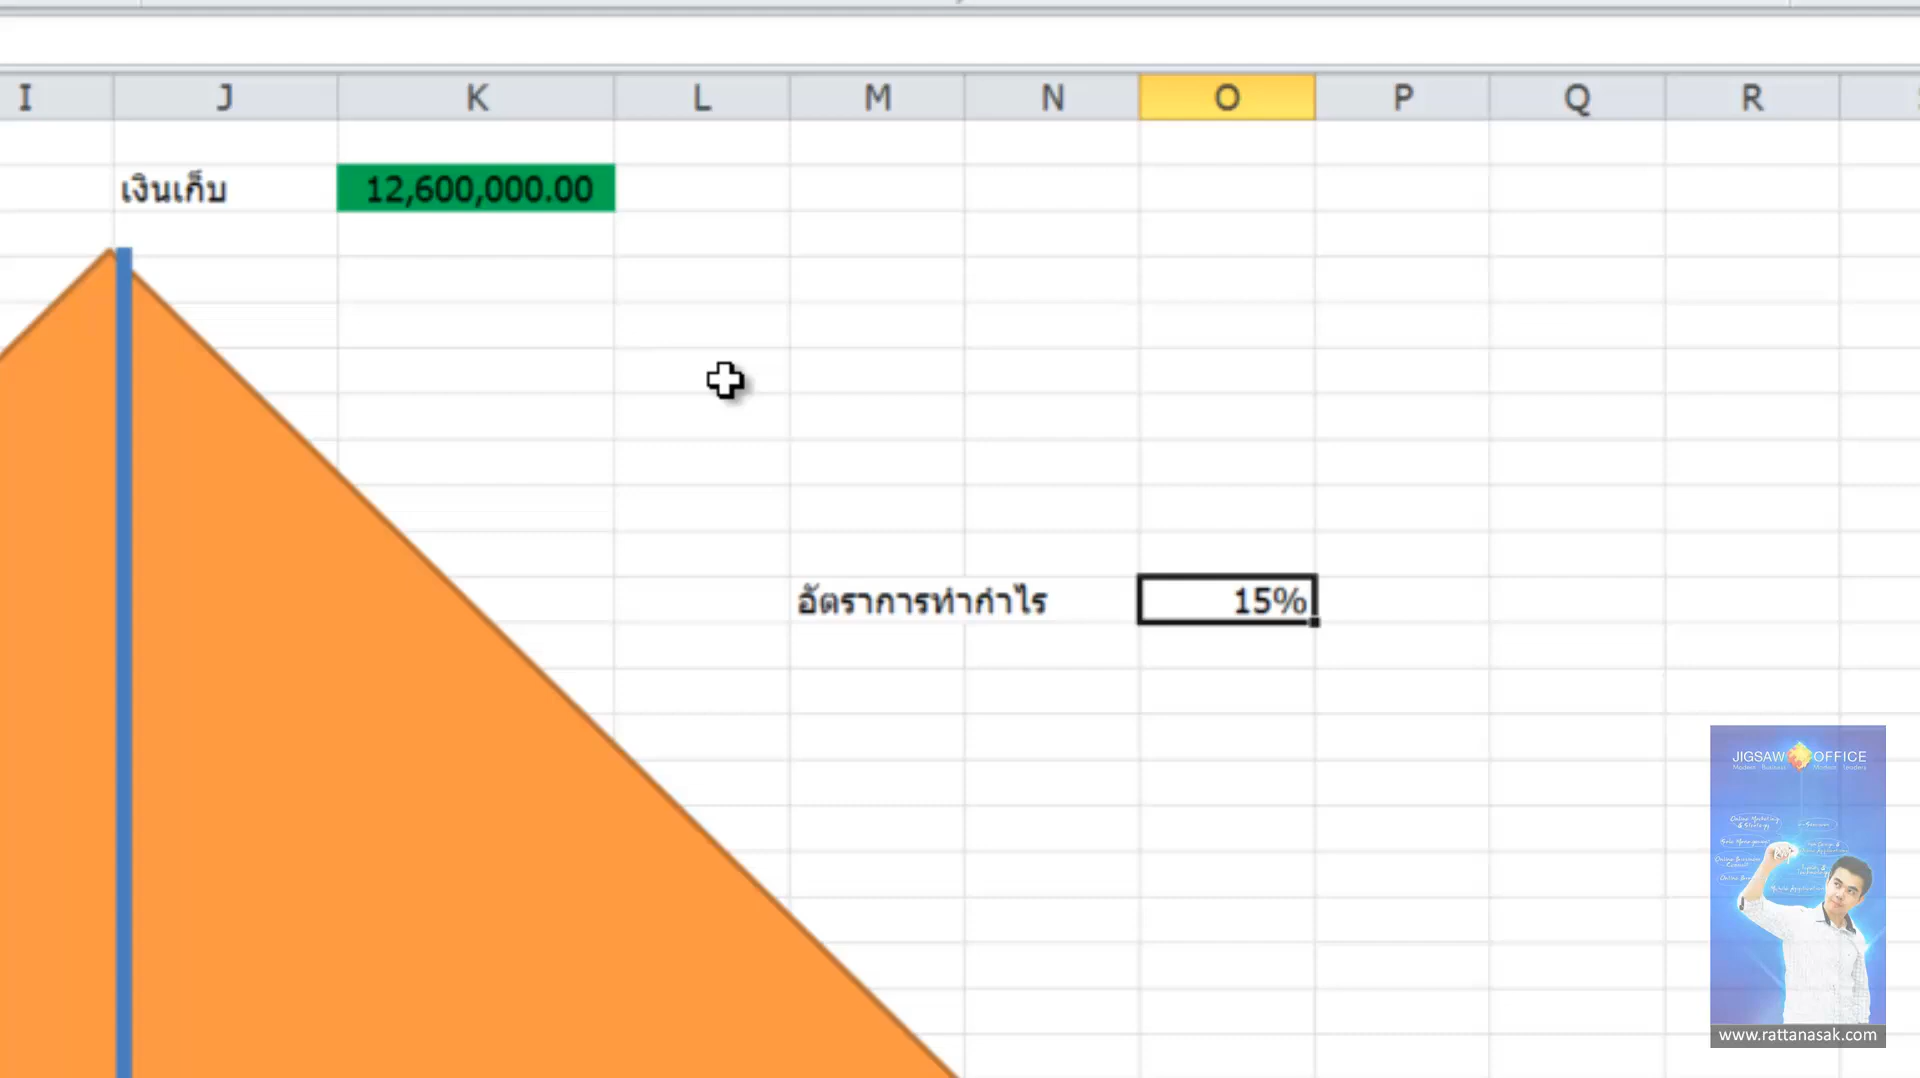 I J K L M N O P Q R
เงินเก็บ 12,600,000.00
อัตราการทำกำไร 15%
JIGSAW OFFICE
www.rattanasak.com